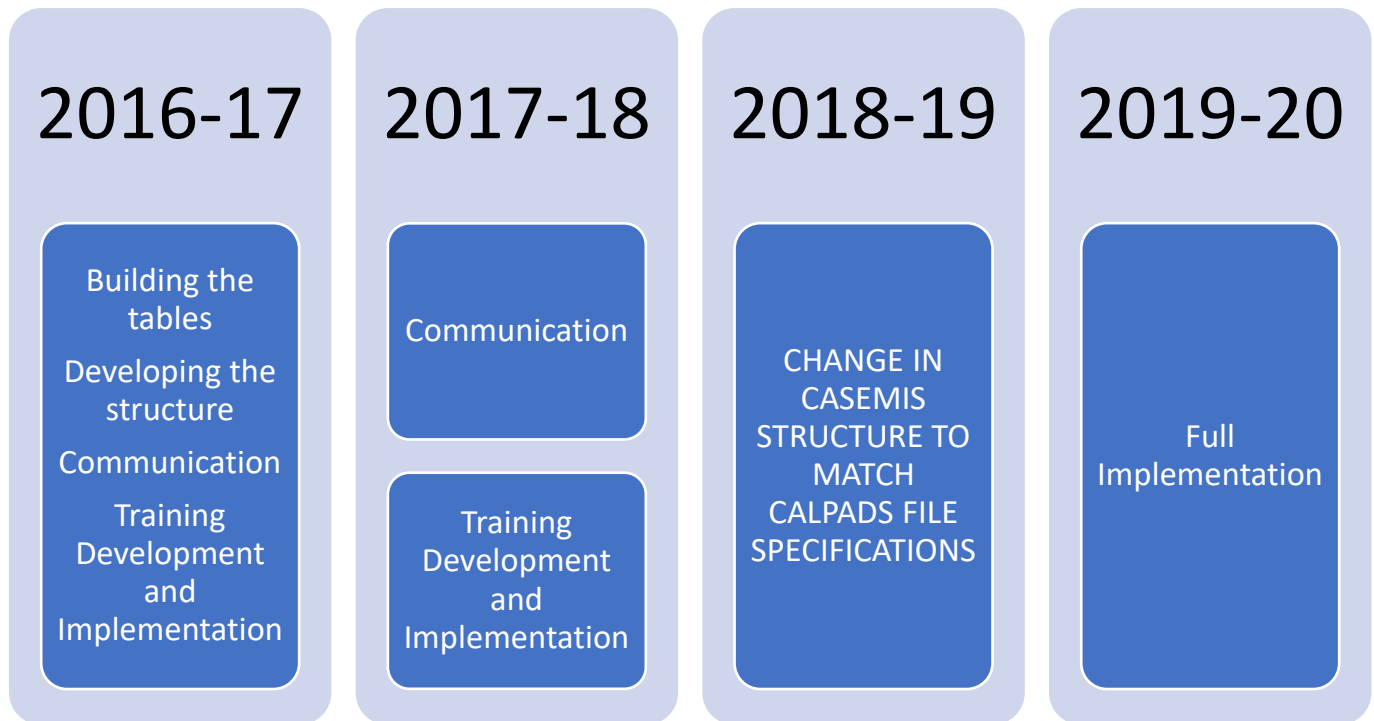 2016-17
Building the
tables
Developing the
structure
Communication
Training
Development
and
Implementation
2017-18
Communication
Training
Development
and
Implementation
2018-19
CHANGE IN
CASEMIS
STRUCTURE TO
MATCH
CALPADS FILE
SPECIFICATIONS
2019-20
Full
Implementation